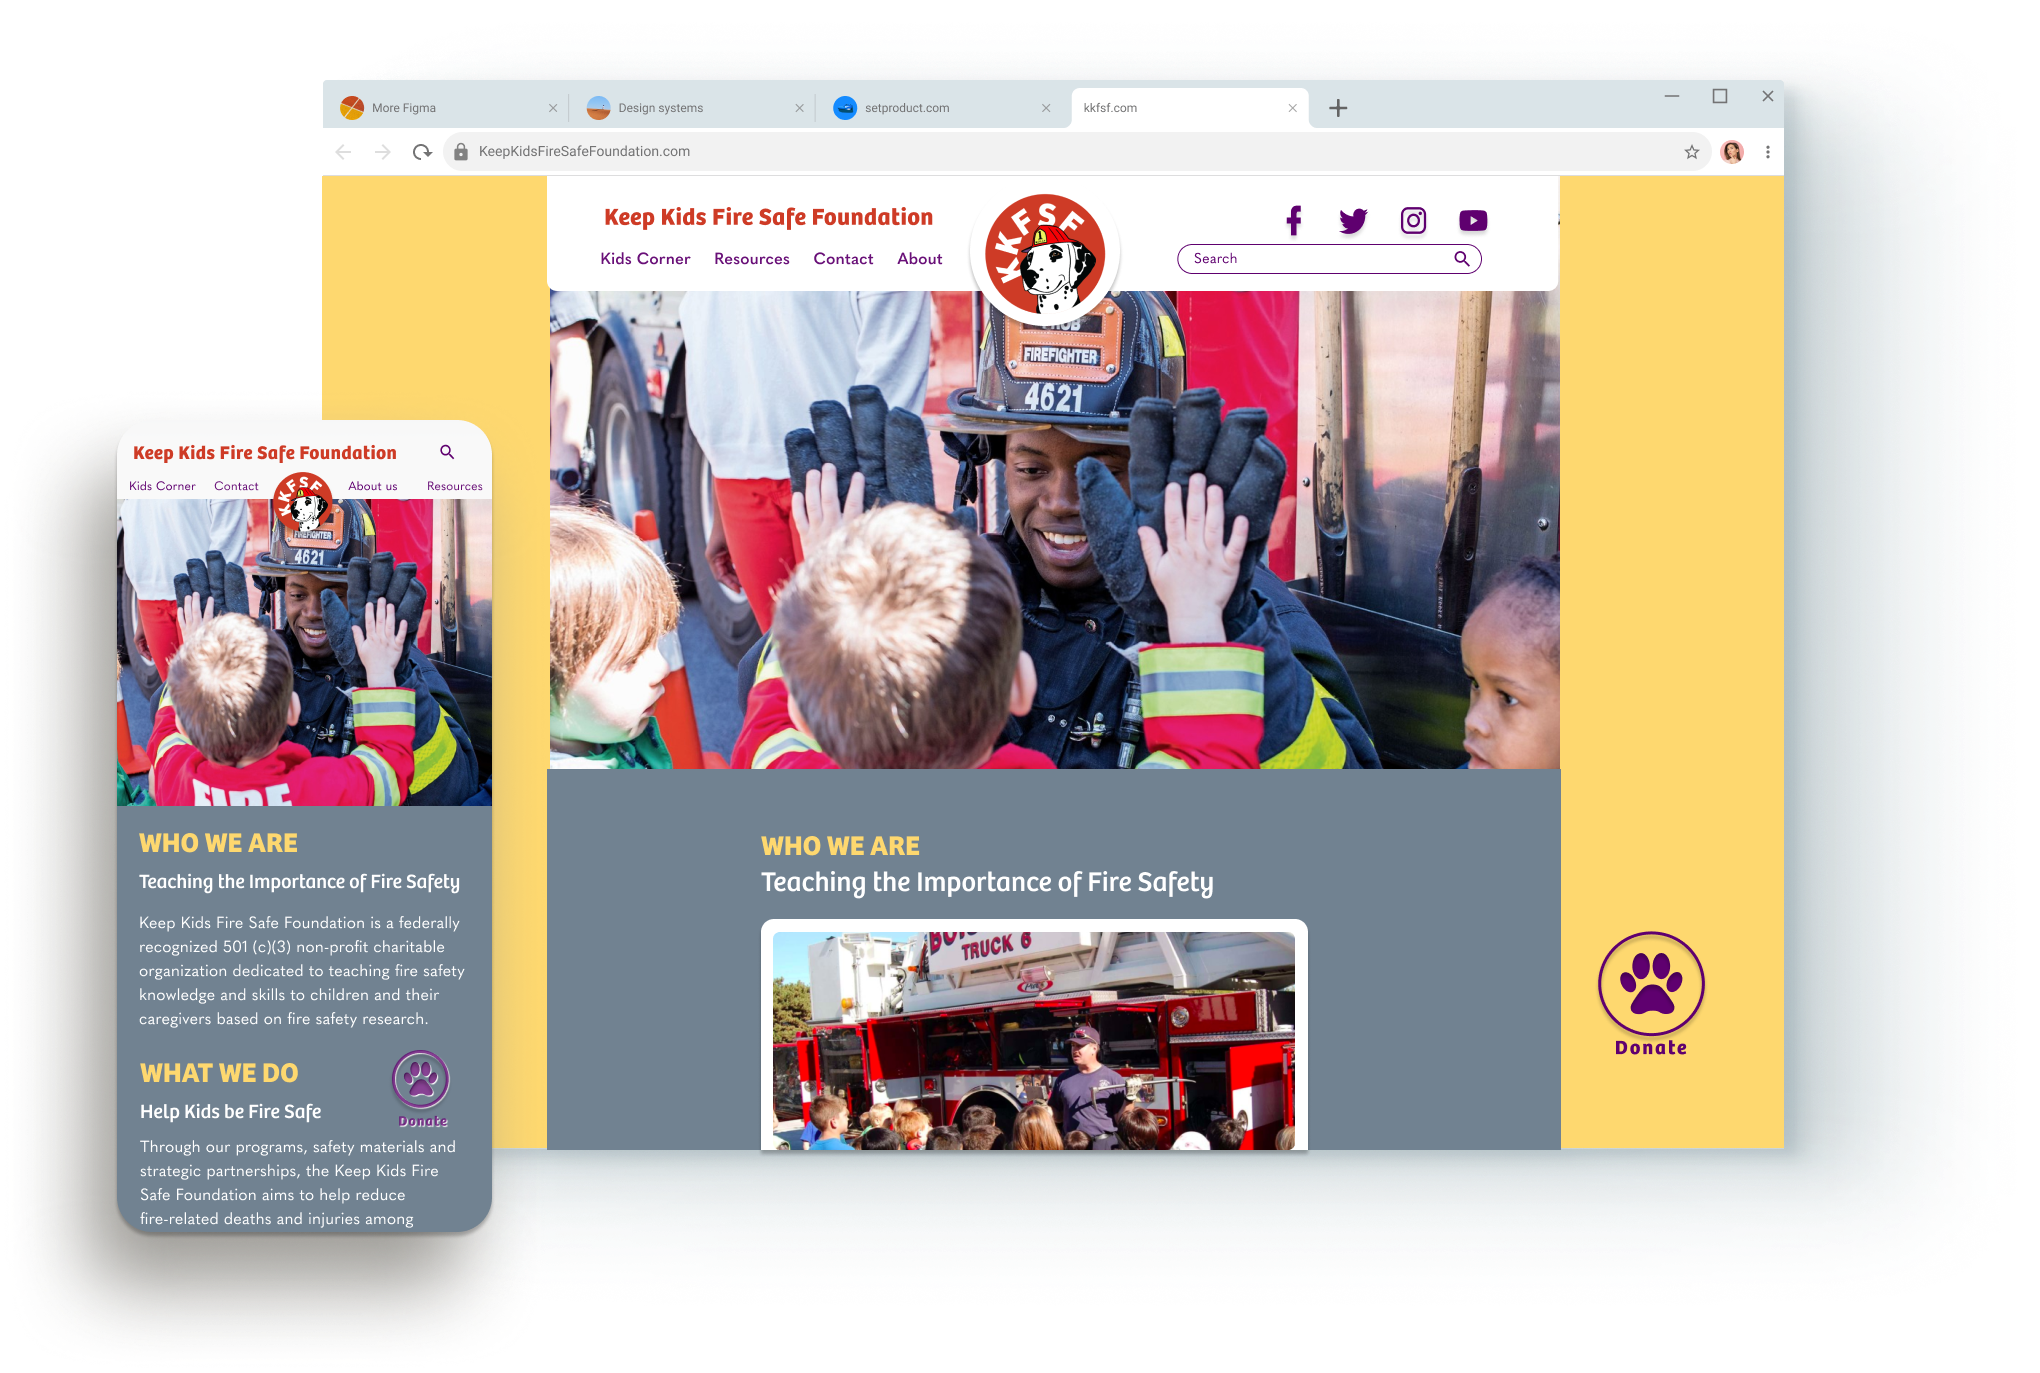 More Figma
Design systems
setproduct.com
kkfsf.com
KeepKidsFireSafeFoundation.com
Keep Kids Fire Safe Foundation
Kids Corner Resources Contact About
KKFSF
1
Search
FIREFIGHTER
4621
WHO WE ARE
Teaching the Importance of Fire Safety
TRUCK 6
Donate
Keep Kids Fire Safe Foundation
Kids Corner Contact About us Resources
KKFSF
FIREFIGHTER
4621
FIRE
WHO WE ARE
Teaching the Importance of Fire Safety
Keep Kids Fire Safe Foundation is a federally
recognized 501 (c)(3) non-profit charitable
organization dedicated to teaching fire safety
knowledge and skills to children and their
caregivers based on fire safety research.
WHAT WE DO
Help Kids be Fire Safe
Donate
Through our programs, safety materials and
strategic partnerships, the Keep Kids Fire
Safe Foundation aims to help reduce
fire-related deaths and injuries among